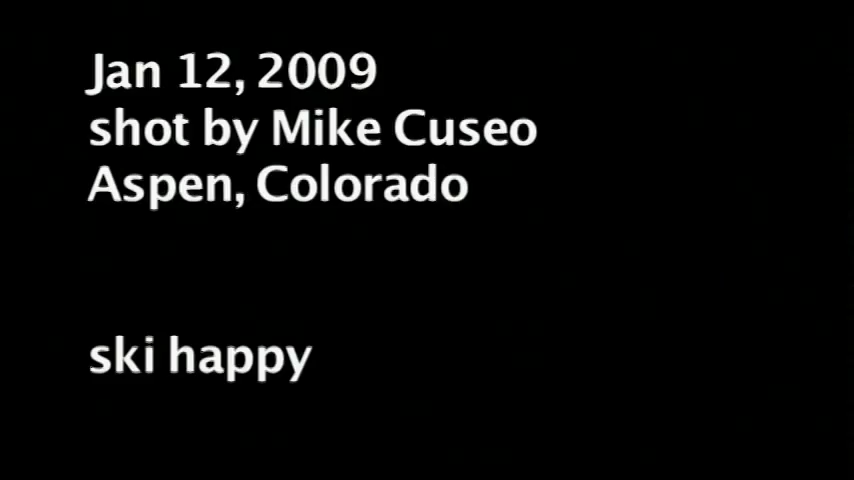 Jan 12, 2009
shot by Mike Cuseo
Aspen, Colorado
ski happy